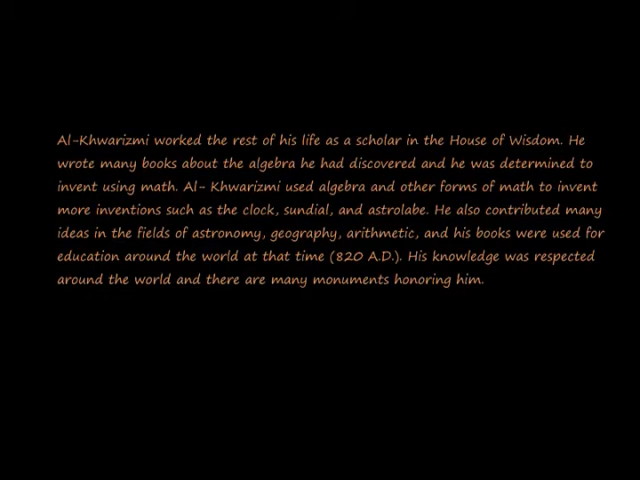 Al-Khwarizmi worked the rest of his life as a scholar in the House of Wisdom. He
wrote many books about the algebra he had discovered and he was determined to
invent using math. Al- Khwarizmi used algebra and other forms of math to invent
more inventions such as the clock, sundial, and astrolabe. He also contributed many
ideas in the fields of astronomy, geography, arithmetic, and his books were used for
education around the world at that time (820 A.D.). His knowledge was respected
around the world and there are many monuments honoring him.